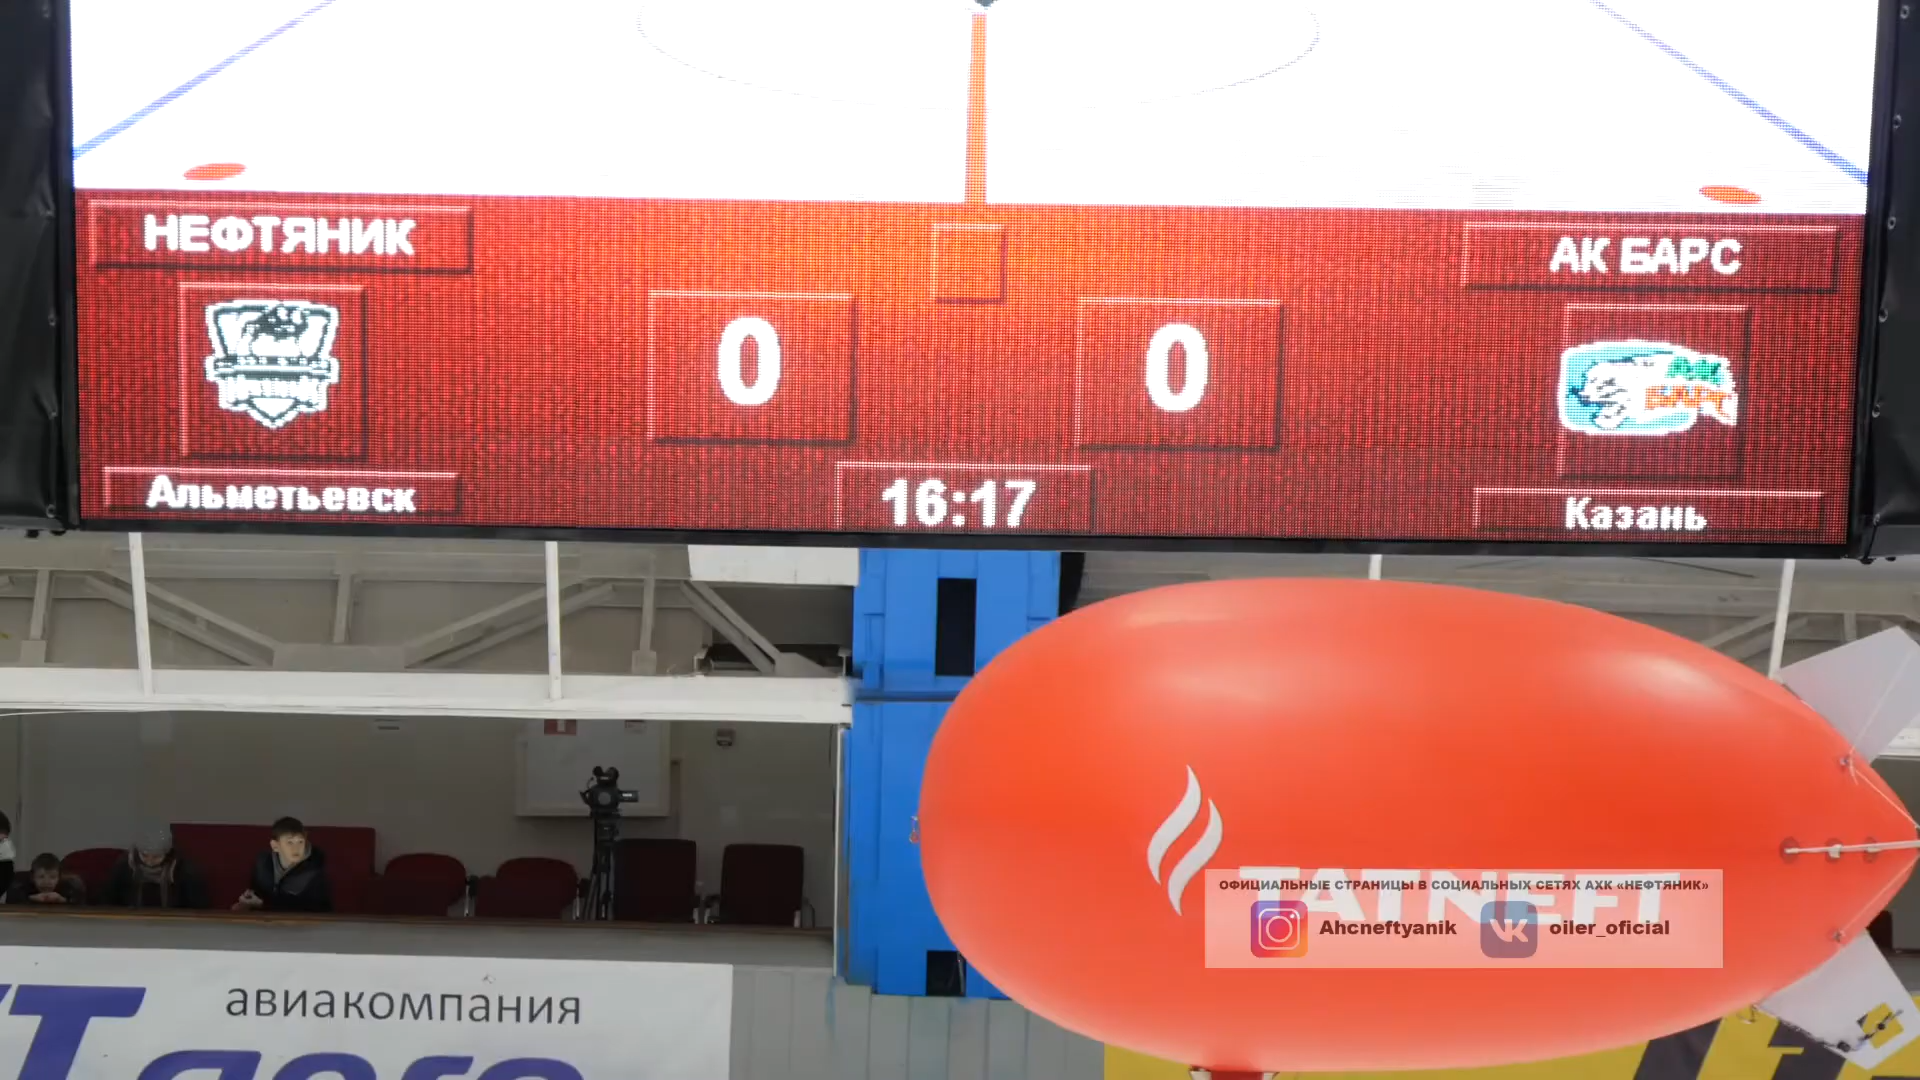 НЕФТЯНИК
АК БАРС
0
0
Альметьевск
16:17
Казань
TATNEFT
ОФИЦИАЛЬНЫЕ СТРАНИЦЫ В СОЦИАЛЬНЫХ СЕТЯХ АХК «НЕФТЯНИК»
Ahcneftyanik
oiler_oficial
авиакомпания